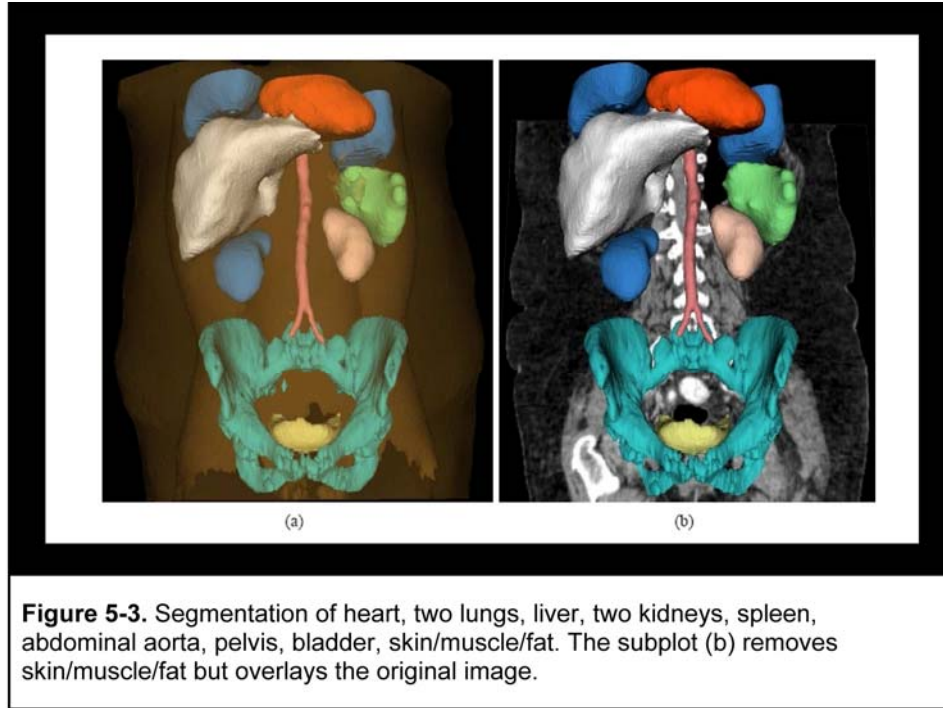 (a) (b)
Figure 5-3. Segmentation of heart, two lungs, liver, two kidneys, spleen,
abdominal aorta, pelvis, bladder, skin/muscle/fat. The subplot (b) removes
skin/muscle/fat but overlays the original image.